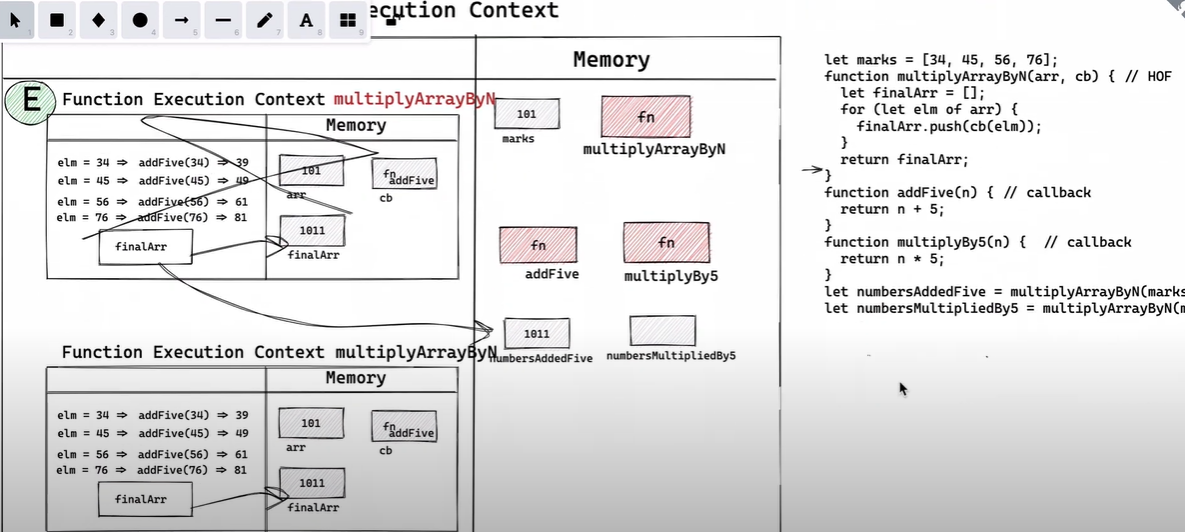 ecution Context
1
2
3
4
5
6
A
7
8
9
Memory
E
Function Execution Context multiplyArrayByN
Memory
elm = 34 => addFive(34) => 39
elm = 45 => addFive(45) => 49
elm = 56 => addFive(56) => 61
elm = 76 => addFive(76) => 81
finalArr
101
arr
fn
addFive
cb
1011
finalArr
101
marks
fn
multiplyArrayByN
fn
addFive
fn
multiplyBy5
1011
numbersAddedFive
numbersMultipliedBy5
Function Execution Context multiplyArrayByN
Memory
elm = 34 => addFive(34) => 39
elm = 45 => addFive(45) => 49
elm = 56 => addFive(56) => 61
elm = 76 => addFive(76) => 81
finalArr
101
arr
fn
addFive
cb
1011
finalArr
let marks = [34, 45, 56, 76];
function multiplyArrayByN(arr, cb) { // HOF
let finalArr = [];
for (let elm of arr) {
finalArr.push(cb(elm));
}
return finalArr;
}
function addFive(n) { // callback
return n + 5;
}
function multiplyBy5(n) { // callback
return n * 5;
}
let numbersAddedFive = multiplyArrayByN(marks
let numbersMultipliedBy5 = multiplyArrayByN(m